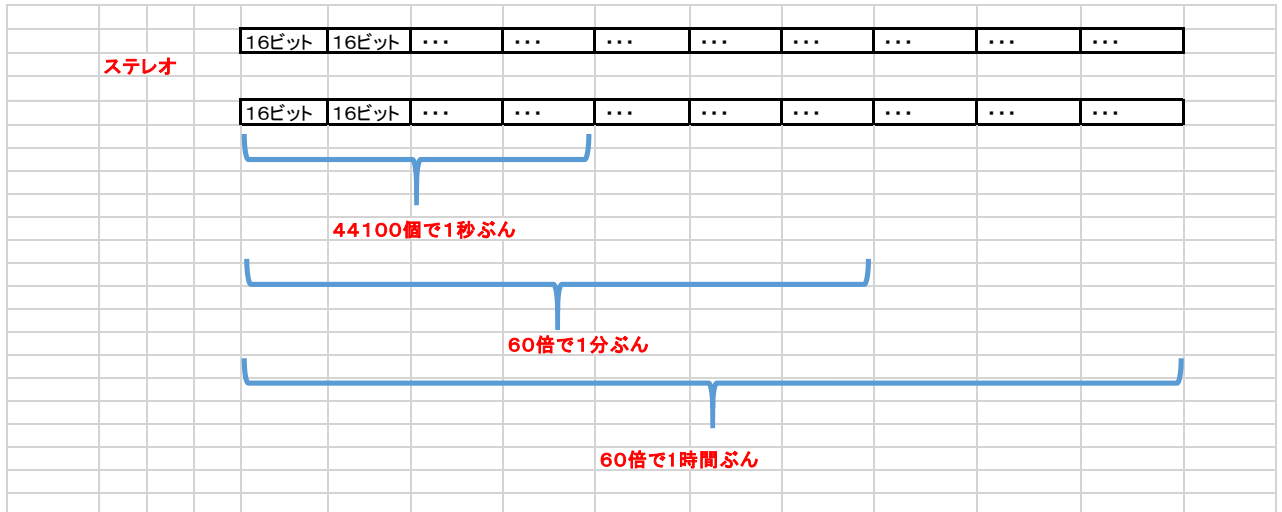 16ビット 16ビット ・・・ ・・・ ・・・ ・・・ ・・・ ・・・ ・・・ ・・・
ステレオ
16ビット 16ビット ・・・ ・・・ ・・・ ・・・ ・・・ ・・・ ・・・ ・・・
44100個で1秒ぶん
60倍で1分ぶん
60倍で1時間ぶん